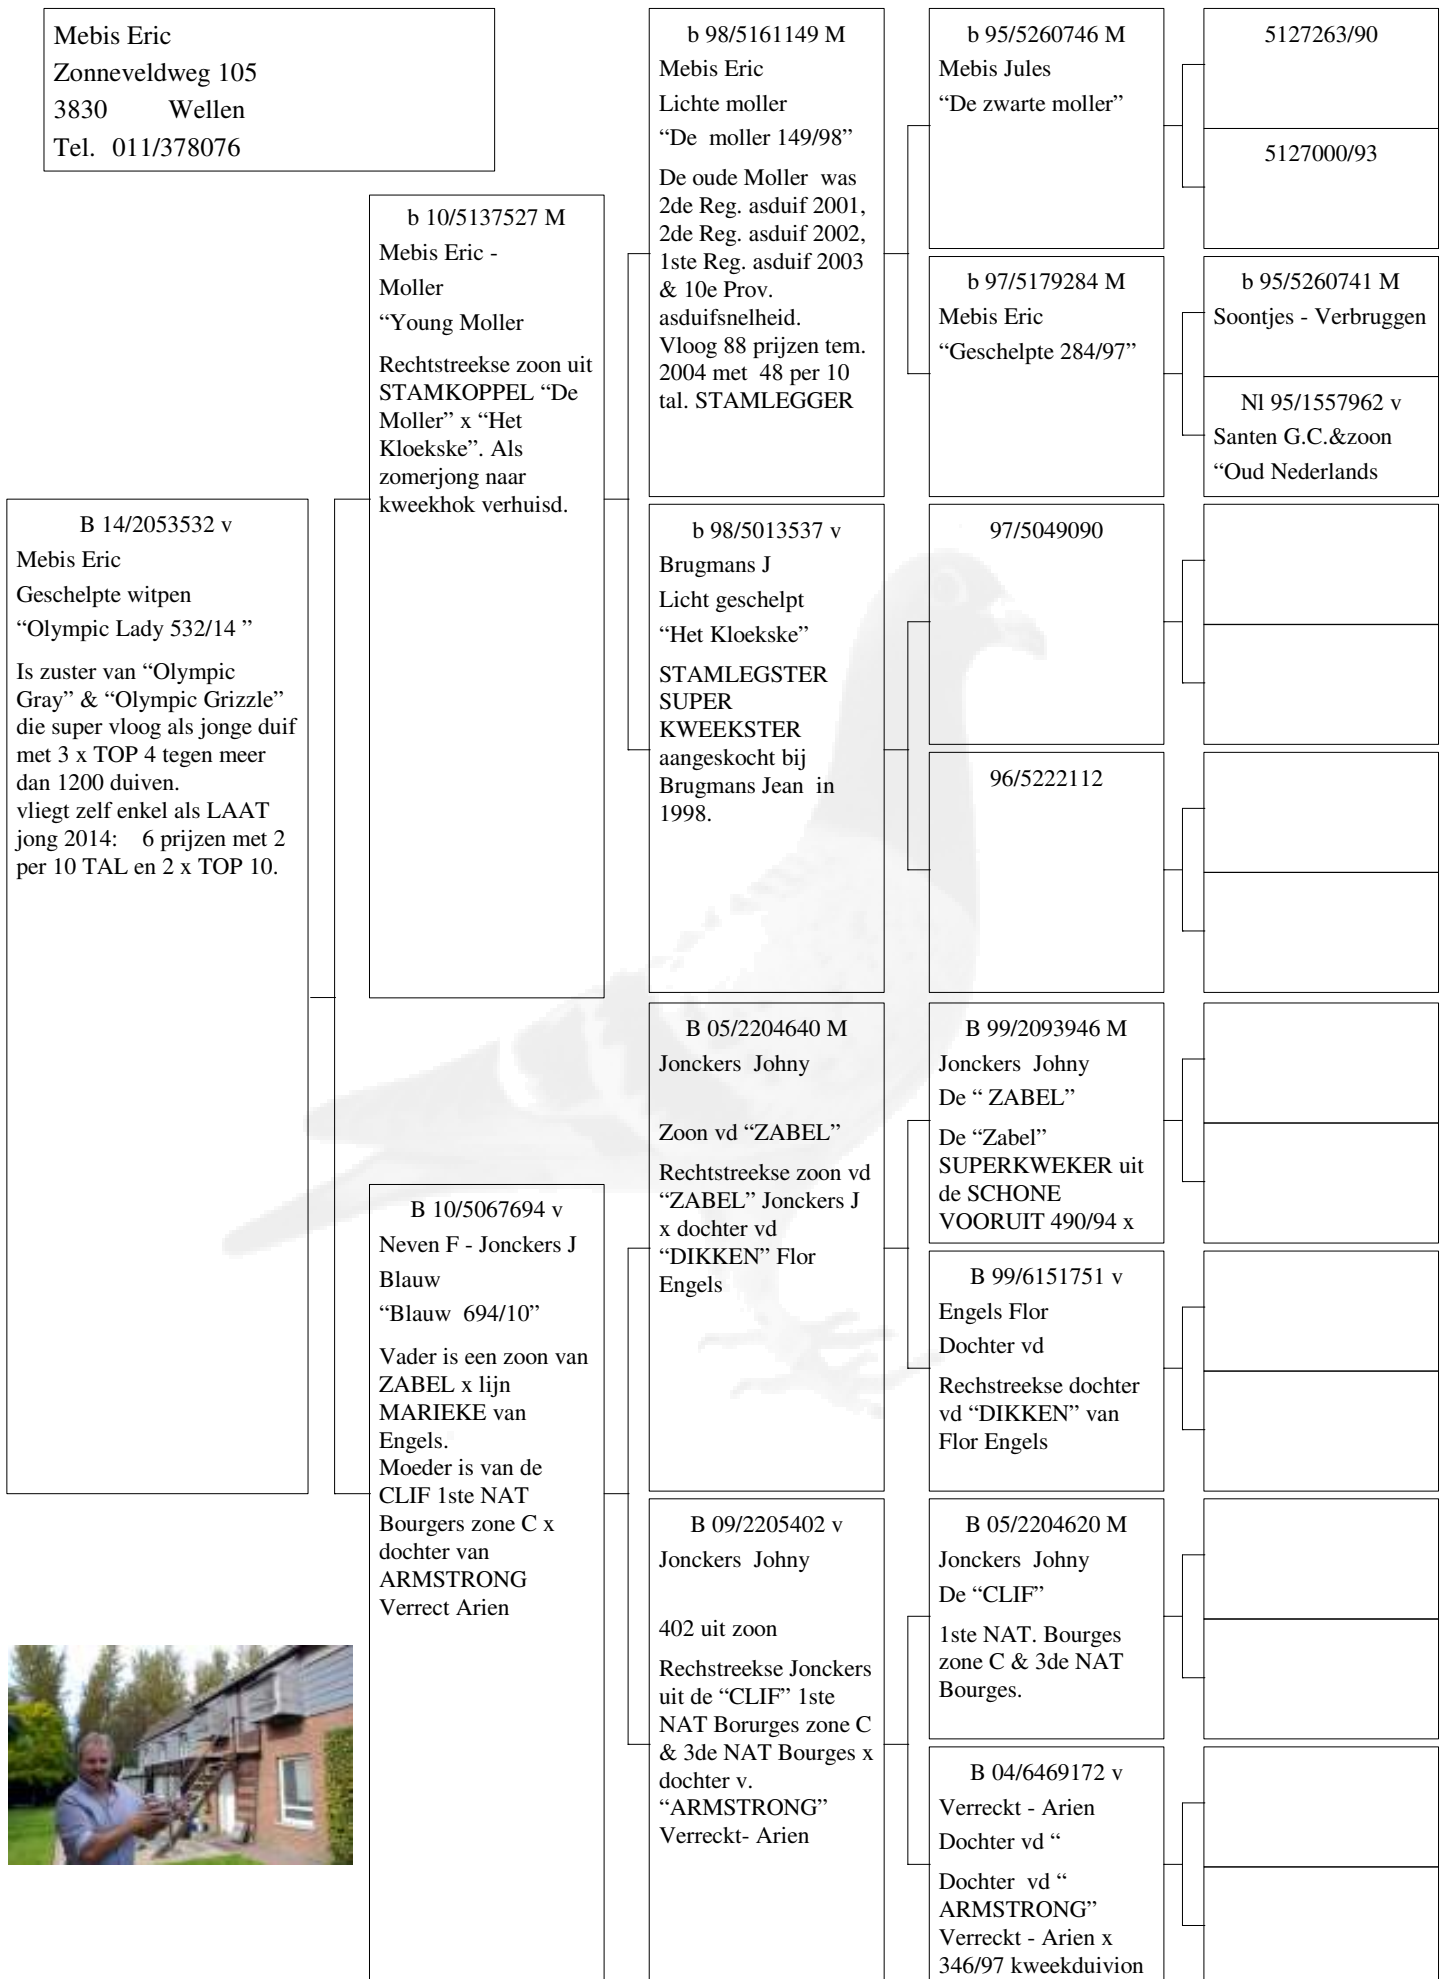 Mebis Eric
Zonneveldweg 105
3830 Wellen
Tel. 011/378076
B 14/2053532 v
Mebis Eric
Geschelpte witpen
“Olympic Lady 532/14 ”
Is zuster van “Olympic
Gray” & “Olympic Grizzle”
die super vloog als jonge duif
met 3 x TOP 4 tegen meer
dan 1200 duiven.
vliegt zelf enkel als LAAT
jong 2014: 6 prijzen met 2
per 10 TAL en 2 x TOP 10.
b 10/5137527 M
Mebis Eric -
Moller
“Young Moller
Rechtstreekse zoon uit
STAMKOPPEL “De
Moller” x “Het
Kloekske”. Als
zomerjong naar
kweekhok verhuisd.
B 10/5067694 v
Neven F - Jonckers J
Blauw
“Blauw 694/10”
Vader is een zoon van
ZABEL x lijn
MARIEKE van
Engels.
Moeder is van de
CLIF 1ste NAT
Bourgers zone C x
dochter van
ARMSTRONG
Verrect Arien
b 98/5161149 M
Mebis Eric
Lichte moller
“De moller 149/98”
De oude Moller was
2de Reg. asduif 2001,
2de Reg. asduif 2002,
1ste Reg. asduif 2003
& 10e Prov.
asduifsnelheid.
Vloog 88 prijzen tem.
2004 met 48 per 10
tal. STAMLEGGER
b 98/5013537 v
Brugmans J
Licht geschelpt
“Het Kloekske”
STAMLEGSTER
SUPER
KWEEKSTER
aangeskocht bij
Brugmans Jean in
1998.
B 05/2204640 M
Jonckers Johny
Zoon vd “ZABEL”
Rechtstreekse zoon vd
“ZABEL” Jonckers J
x dochter vd
“DIKKEN” Flor
Engels
B 09/2205402 v
Jonckers Johny
402 uit zoon
Rechstreekse Jonckers
uit de “CLIF” 1ste
NAT Borurges zone C
& 3de NAT Bourges x
dochter v.
“ARMSTRONG”
Verreckt- Arien
b 95/5260746 M
Mebis Jules
“De zwarte moller”
b 97/5179284 M
Mebis Eric
“Geschelpte 284/97”
97/5049090
96/5222112
B 99/2093946 M
Jonckers Johny
De “ ZABEL”
De “Zabel”
SUPERKWEKER uit
de SCHONE
VOORUIT 490/94 x
B 99/6151751 v
Engels Flor
Dochter vd
Rechstreekse dochter
vd “DIKKEN” van
Flor Engels
B 05/2204620 M
Jonckers Johny
De “CLIF”
1ste NAT. Bourges
zone C & 3de NAT
Bourges.
B 04/6469172 v
Verreckt - Arien
Dochter vd “
Dochter vd “
ARMSTRONG”
Verreckt - Arien x
346/97 kweekduivion
5127263/90
5127000/93
b 95/5260741 M
Soontjes - Verbruggen
Nl 95/1557962 v
Santen G.C.&zoon
“Oud Nederlands